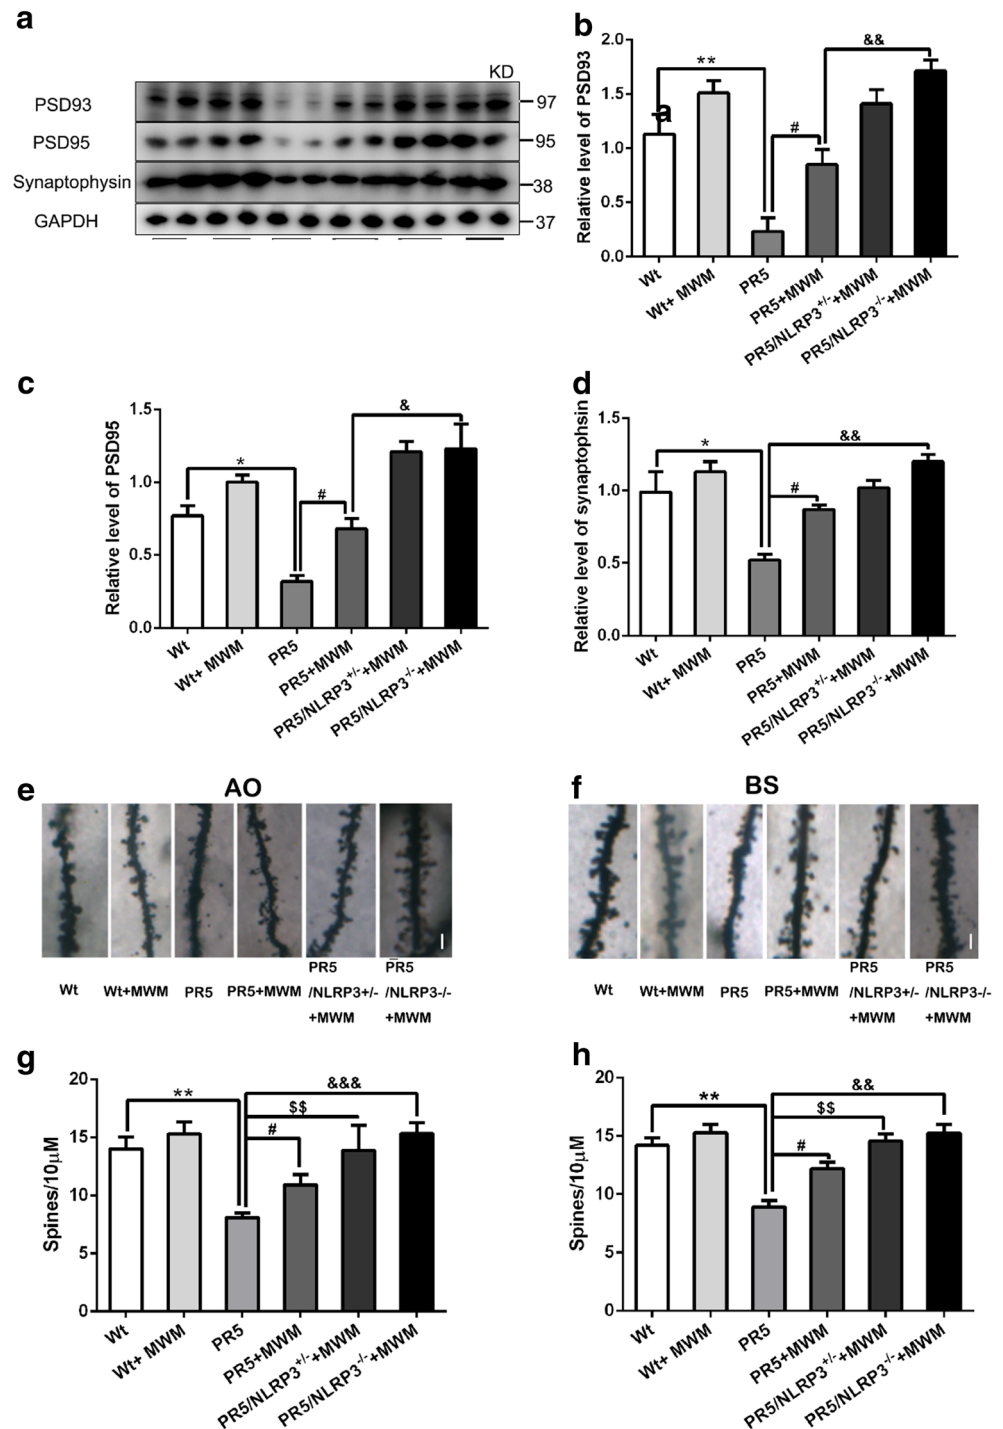 a
KD
PSD93
97
PSD95
95
Synaptophysin
38
GAPDH
37
b
Relative level of PSD93
2.0
1.5
1.0
0.5
0.0
a
**
#
&&
Wt
Wt+ MWM
PR5
PR5+MWM
PR5/NLRP3+/-+MWM
PR5/NLRP3-/-+MWM
c
Relative level of PSD95
1.5
1.0
0.5
0.0
*
#
&
Wt
Wt+ MWM
PR5
PR5+MWM
PR5/NLRP3+/-+MWM
PR5/NLRP3-/-+MWM
d
Relative level of synaptophsin
1.5
1.0
0.5
0.0
*
#
&&
Wt
Wt+ MWM
PR5
PR5+MWM
PR5/NLRP3+/-+MWM
PR5/NLRP3-/-+MWM
e
AO
Wt
Wt+MWM
PR5
PR5+MWM
PR5
/NLRP3+/-
+MWM
PR5
/NLRP3-/-
+MWM
f
BS
Wt
Wt+MWM
PR5
PR5+MWM
PR5
/NLRP3+/-
+MWM
PR5
/NLRP3-/-
+MWM
g
Spines/10μM
20
15
10
5
0
**
#
$$
&&&
Wt
Wt+ MWM
PR5
PR5+MWM
PR5/NLRP3+/-+MWM
PR5/NLRP3-/-+MWM
h
Spines/10μM
20
15
10
5
0
**
#
$$
&&
Wt
Wt+ MWM
PR5
PR5+MWM
PR5/NLRP3+/-+MWM
PR5/NLRP3-/-+MWM